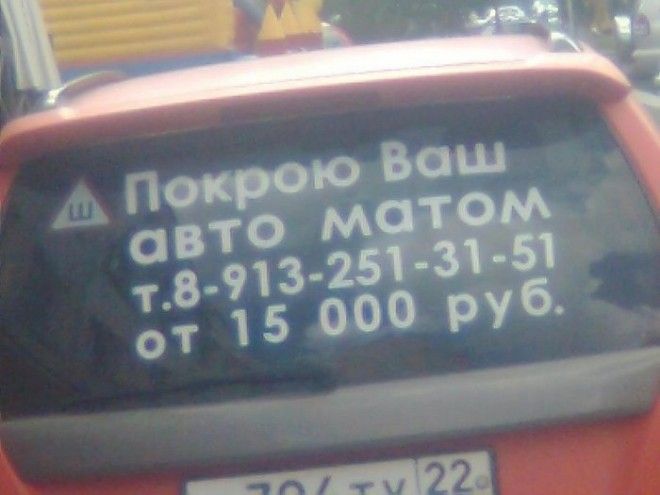 Ш
Покрою Ваш
авто матом
т.8-913-251-31-51
от 15 000 руб.
22